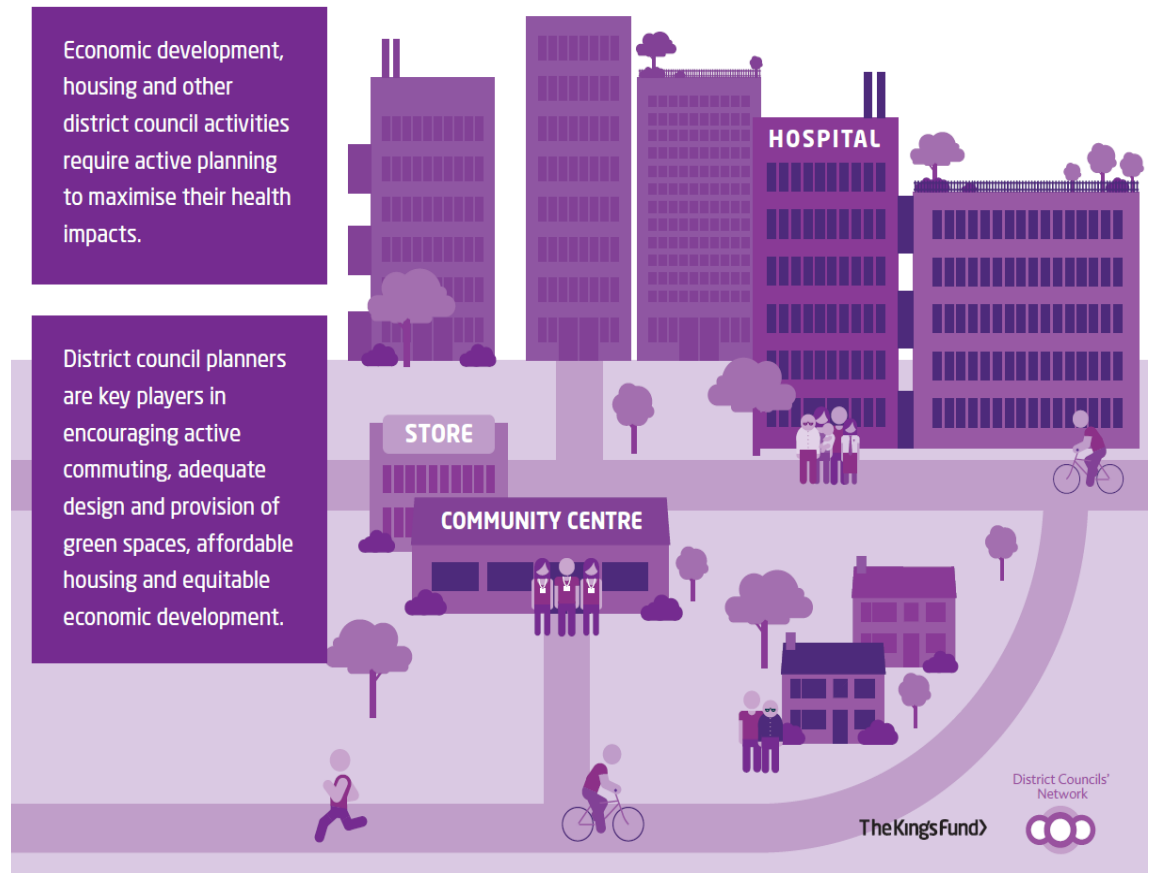 Economic development,
housing and other
district council activities
require active planning
to maximise their health
impacts.
District council planners
are key players in
encouraging active
commuting, adequate
design and provision of
green spaces, affordable
housing and equitable
economic development.
HOSPITAL
STORE
COMMUNITY CENTRE
TheKingsFund>
District Councils'
Network